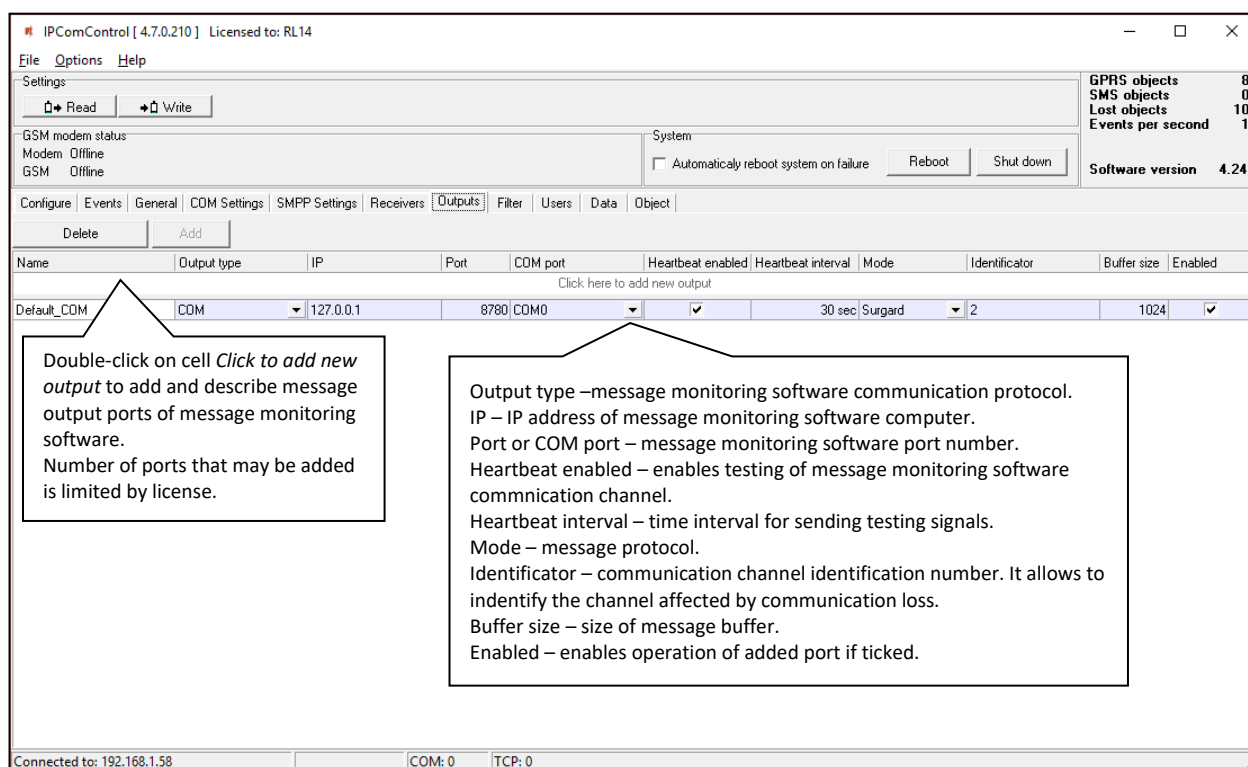 IPComControl [ 4.7.0.210 ] Licensed to: RL14
File Options Help
Settings
Read Write
GPRS objects 8
SMS objects 0
Lost objects 10
Events per second 1
Software version 4.24
GSM modem status
Modem Offline
GSM Offline
System
Automaticaly reboot system on failure Reboot Shut down
Configure Events General COM Settings SMPP Settings Receivers Outputs Filter Users Data Object
Delete Add
Name Output type IP Port COM port Heartbeat enabled Heartbeat interval Mode Identificator Buffer size Enabled
Click here to add new output
Default_COM COM 127.0.0.1 8780 COM0 30 sec Surgard 2 1024
Double-click on cell Click to add new
output to add and describe message
output ports of message monitoring
software.
Number of ports that may be added
is limited by license.
Output type –message monitoring software communication protocol.
IP – IP address of message monitoring software computer.
Port or COM port – message monitoring software port number.
Heartbeat enabled – enables testing of message monitoring software
commnication channel.
Heartbeat interval – time interval for sending testing signals.
Mode – message protocol.
Identificator – communication channel identification number. It allows to
indentify the channel affected by communication loss.
Buffer size – size of message buffer.
Enabled – enables operation of added port if ticked.
Connected to: 192.168.1.58 COM: 0 TCP: 0